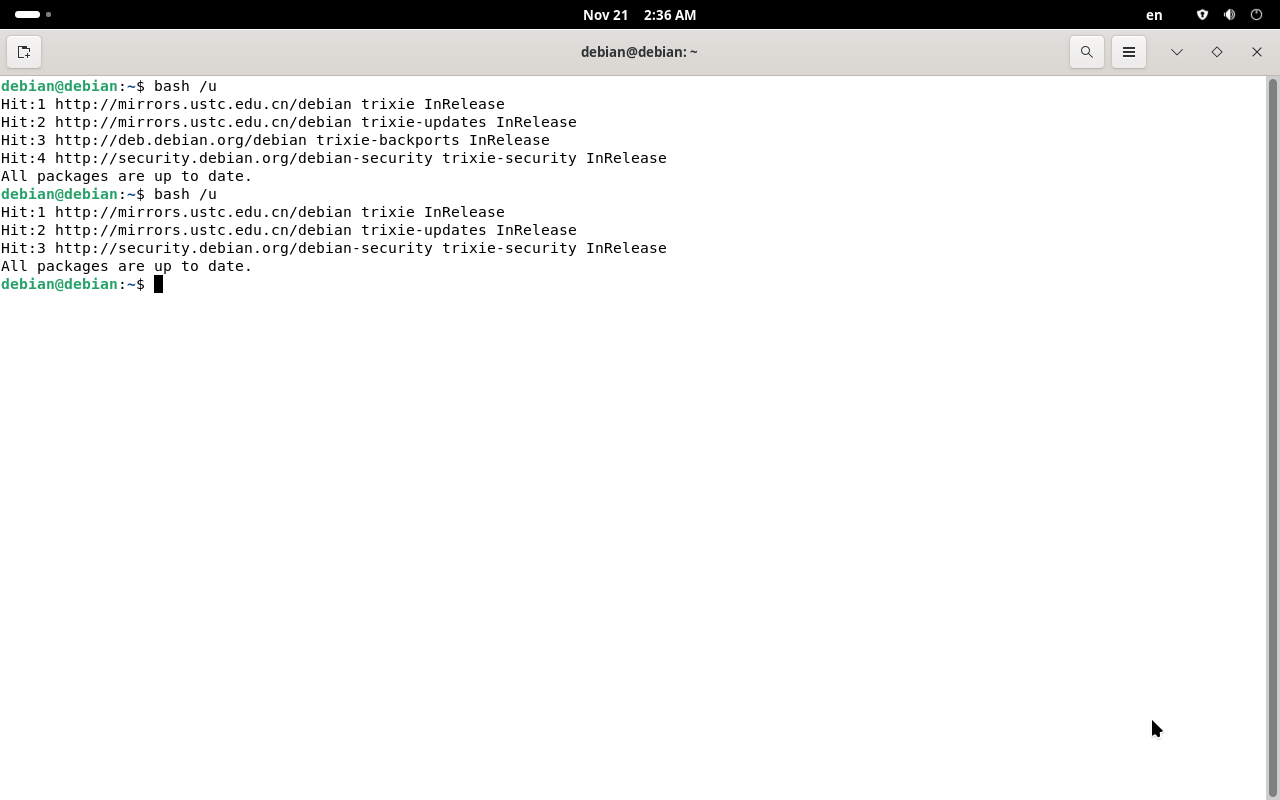 Nov 21 2:36 AM
en
debian@debian: ~
debian@debian:~$ bash /u
Hit:1 http://mirrors.ustc.edu.cn/debian trixie InRelease
Hit:2 http://mirrors.ustc.edu.cn/debian trixie-updates InRelease
Hit:3 http://deb.debian.org/debian trixie-backports InRelease
Hit:4 http://security.debian.org/debian-security trixie-security InRelease
All packages are up to date.
debian@debian:~$ bash /u
Hit:1 http://mirrors.ustc.edu.cn/debian trixie InRelease
Hit:2 http://mirrors.ustc.edu.cn/debian trixie-updates InRelease
Hit:3 http://security.debian.org/debian-security trixie-security InRelease
All packages are up to date.
debian@debian:~$